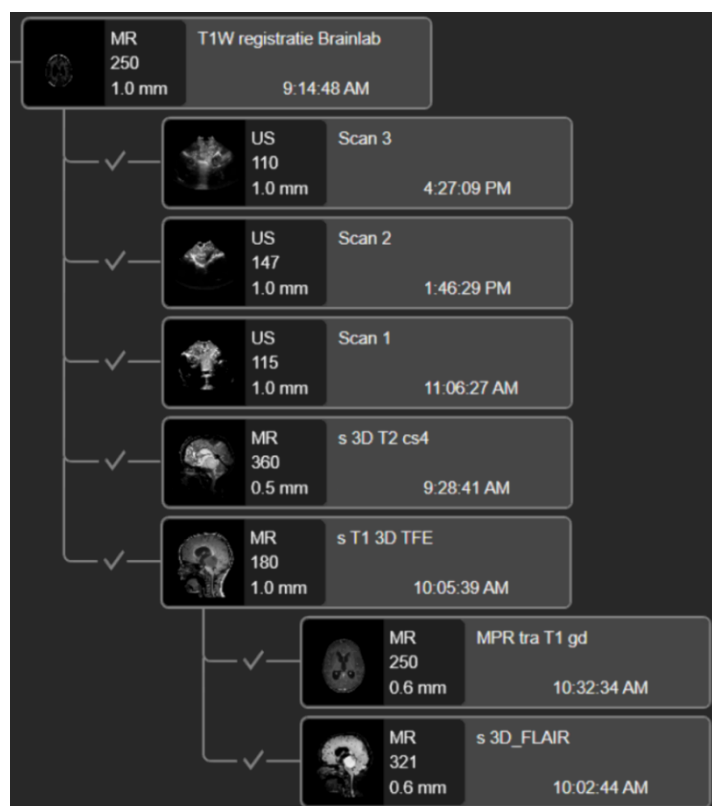 MR T1W registratie Brainlab
250
1.0 mm 9:14:48 AM
US Scan 3
110
1.0 mm 4:27:09 PM
US Scan 2
147
1.0 mm 1:46:29 PM
US Scan 1
115
1.0 mm 11:06:27 AM
MR s 3D T2 cs4
360
0.5 mm 9:28:41 AM
MR s T1 3D TFE
180
1.0 mm 10:05:39 AM
MR MPR tra T1 gd
250
0.6 mm 10:32:34 AM
MR s 3D_FLAIR
321
0.6 mm 10:02:44 AM